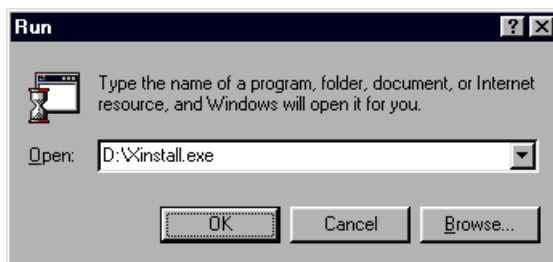 Run
Type the name of a program, folder, document, or Internet
resource, and Windows will open it for you.
Open: D:\Xinstall.exe
OK Cancel Browse...